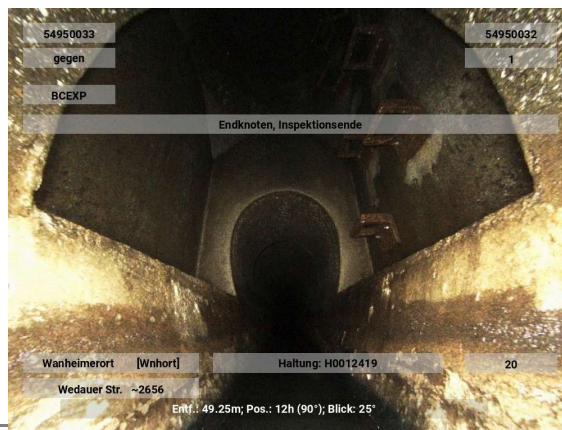 54950033 54950032
gegen 1
BCEXP
Endknoten, Inspektionsende
Wanheimerort [Wnhort] Haltung: H0012419 20
Wedauer Str. ~2656
Entf.: 49.25m; Pos.: 12h (90°); Blick: 25°